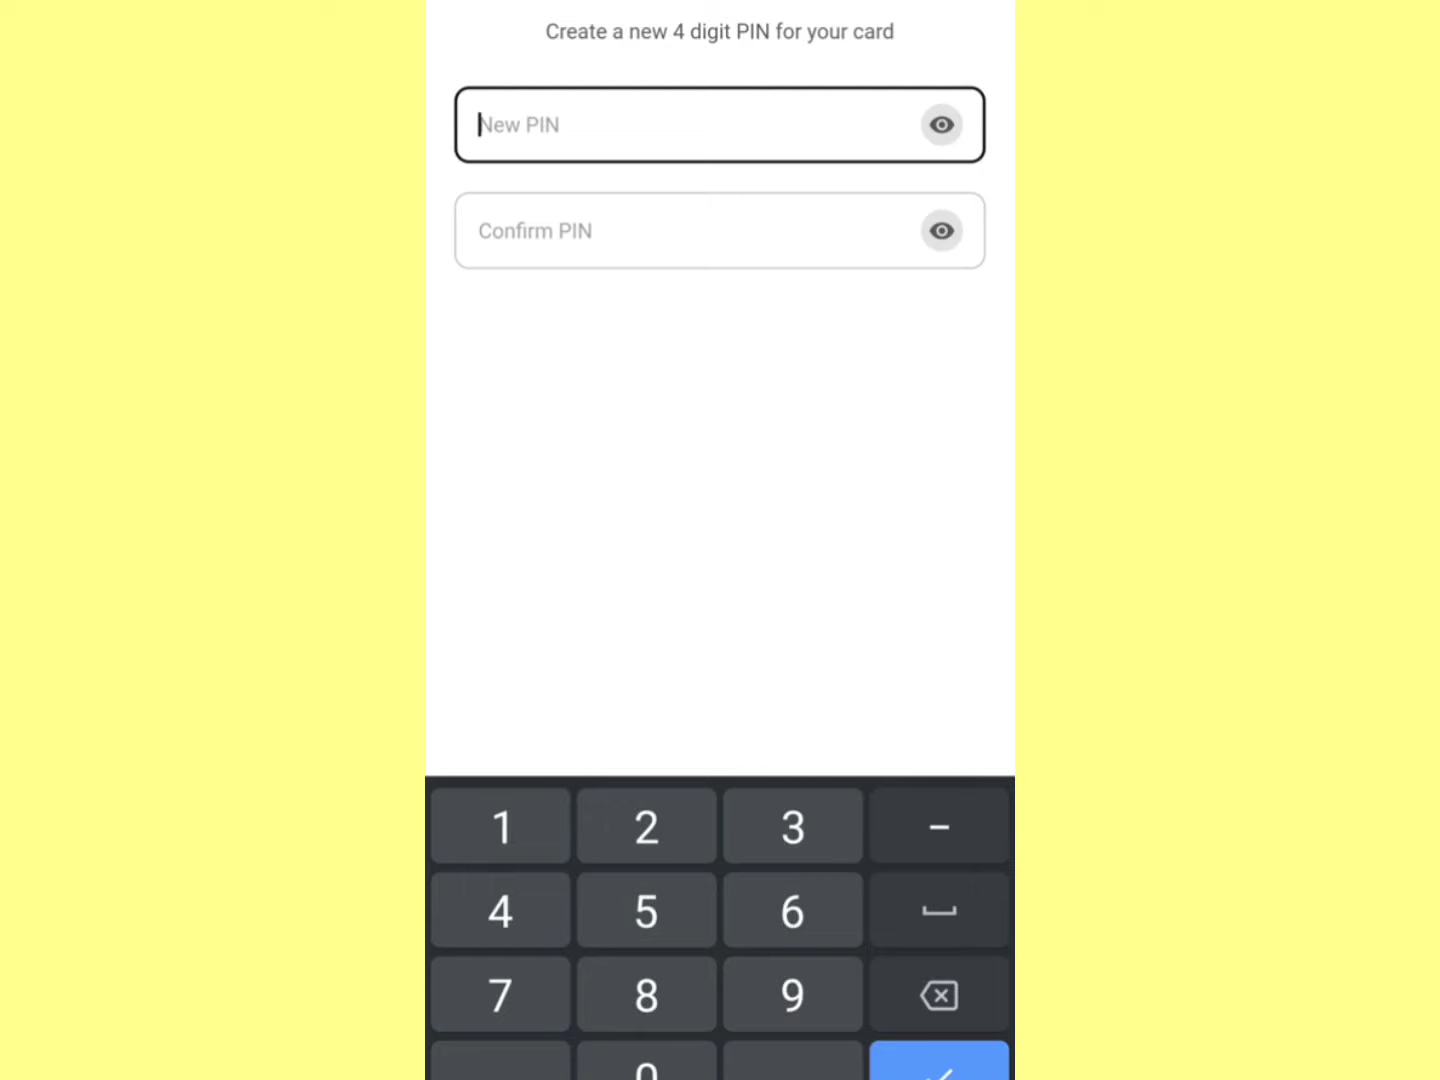 Create a new 4 digit PIN for your card
New PIN
Confirm PIN
1 2 3 -
4 5 6
7 8 9
0